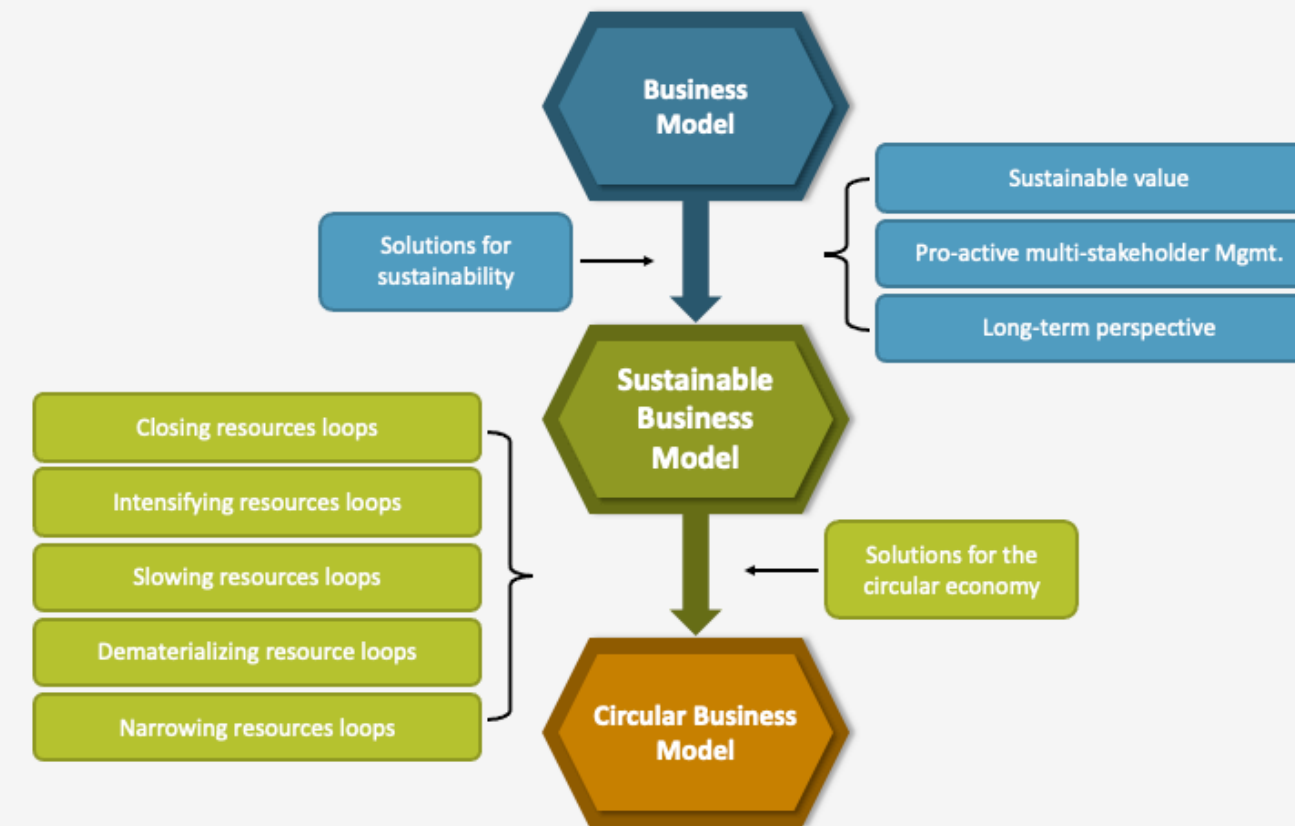 Business
Model
Sustainable value
Solutions for
sustainability
Pro-active multi-stakeholder Mgmt.
Long-term perspective
Sustainable
Business
Model
Closing resources loops
Intensifying resources loops
Slowing resources loops
Dematerializing resource loops
Narrowing resources loops
Solutions for the
circular economy
Circular Business
Model